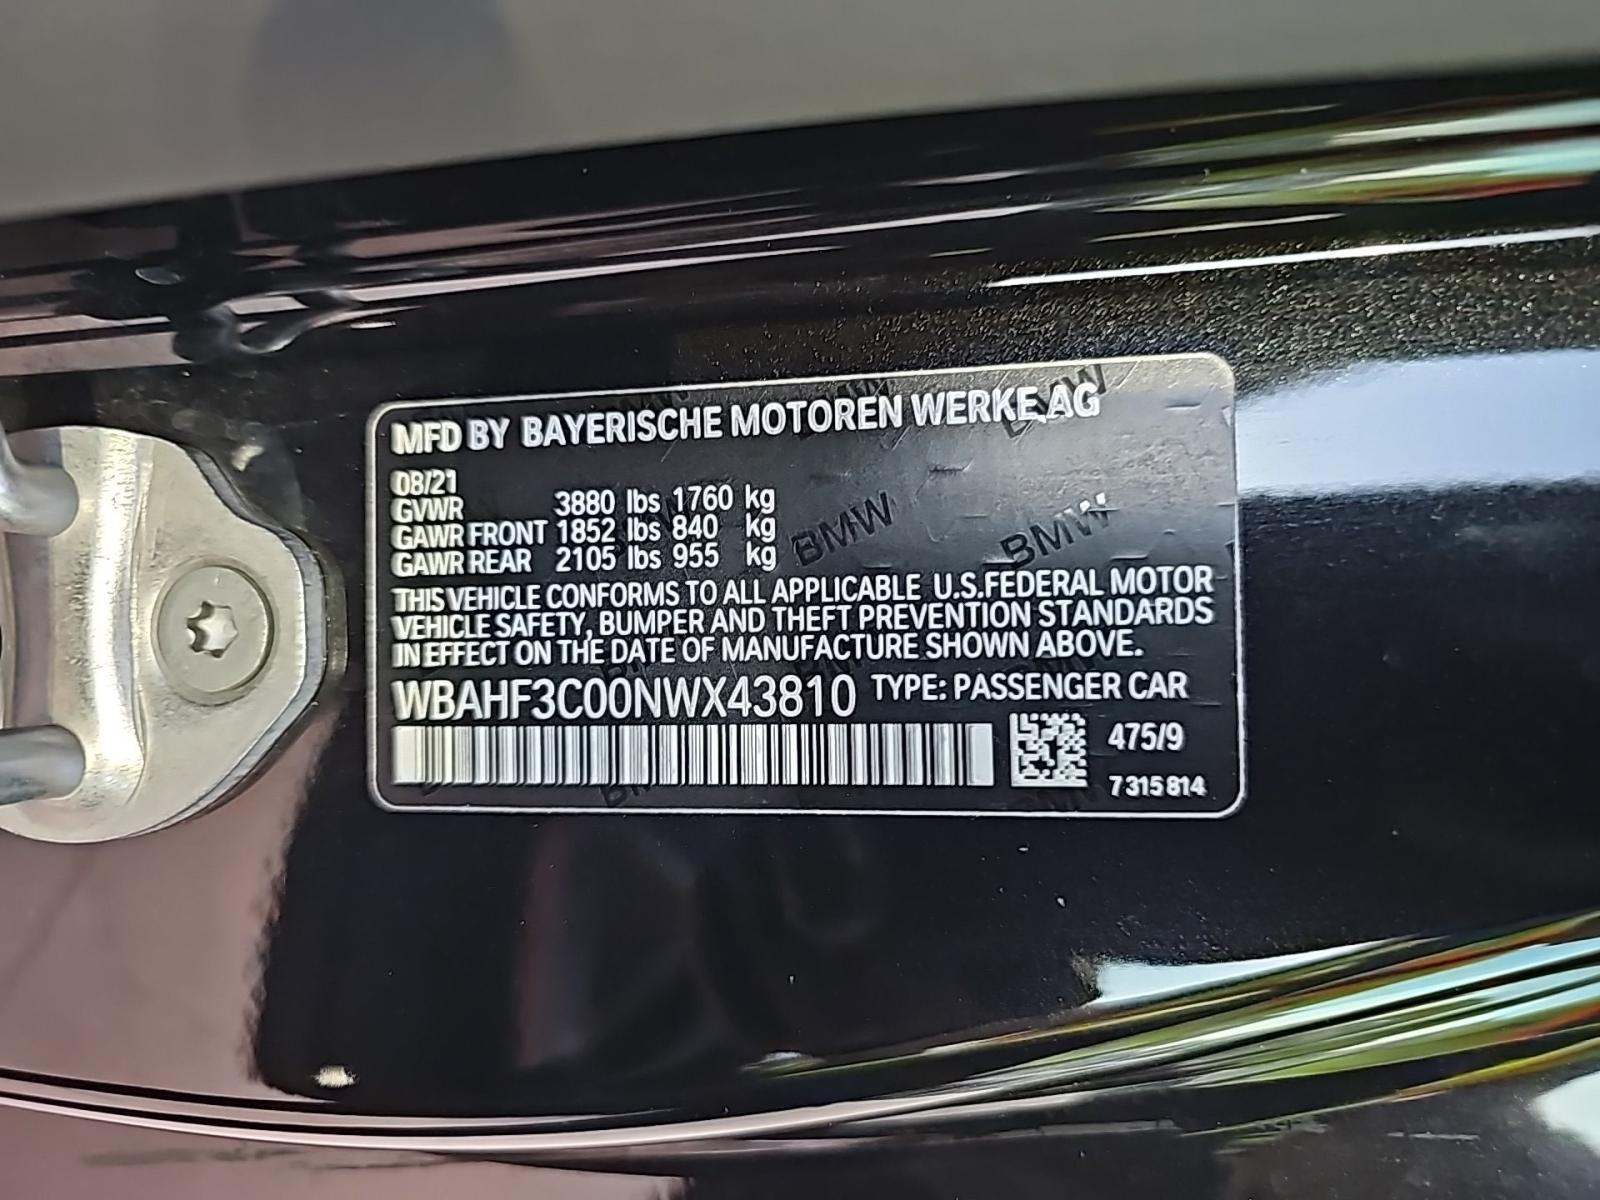 MFD BY BAYERISCHE MOTOREN WERKE AG
08/21
GVWR 3880 lbs 1760 kg
GAWR FRONT 1852 lbs 840 kg
GAWR REAR 2105 lbs 955 kg
THIS VEHICLE CONFORMS TO ALL APPLICABLE U.S.FEDERAL MOTOR
VEHICLE SAFETY, BUMPER AND THEFT PREVENTION STANDARDS
IN EFFECT ON THE DATE OF MANUFACTURE SHOWN ABOVE.
WBAHF3C00NWX43810 TYPE: PASSENGER CAR
475/9
7 315 814
BMW BMW